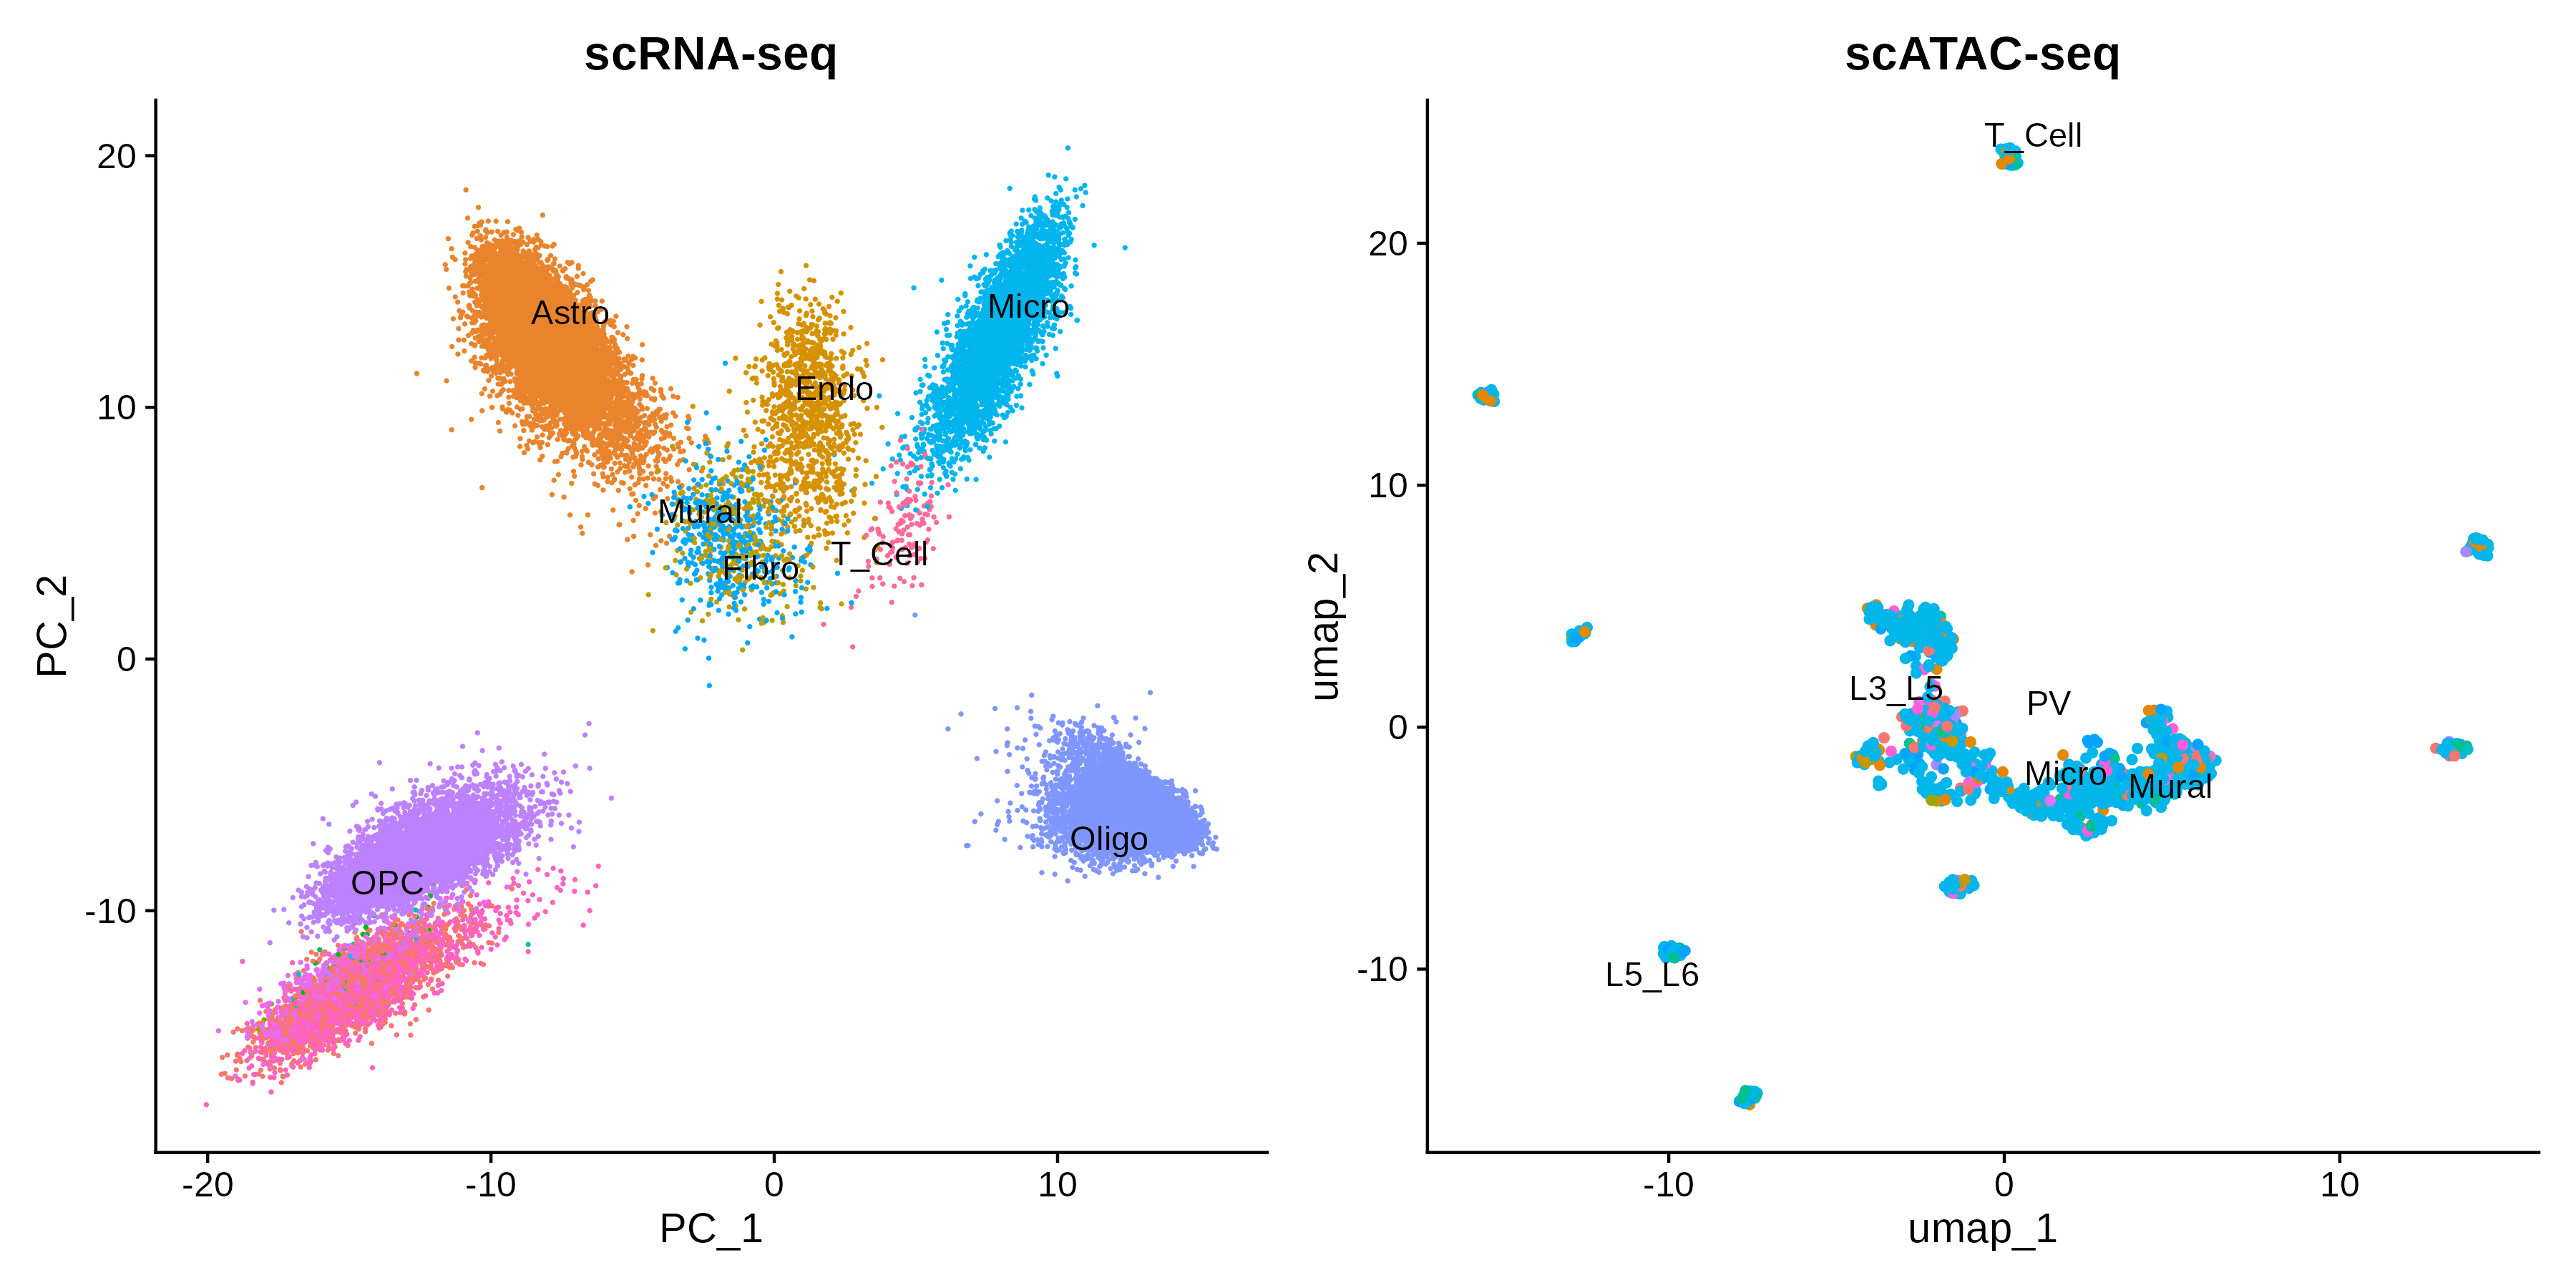 scRNA-seq
20
10
0
-10
PC_2
Astro
Micro
Endo
Mural
Fibro
T_Cell
OPC
Oligo
-20
-10
0
10
PC_1
scATAC-seq
20
10
0
-10
umap_2
T_Cell
L3_L5
PV
Micro
Mural
L5_L6
-10
0
10
umap_1